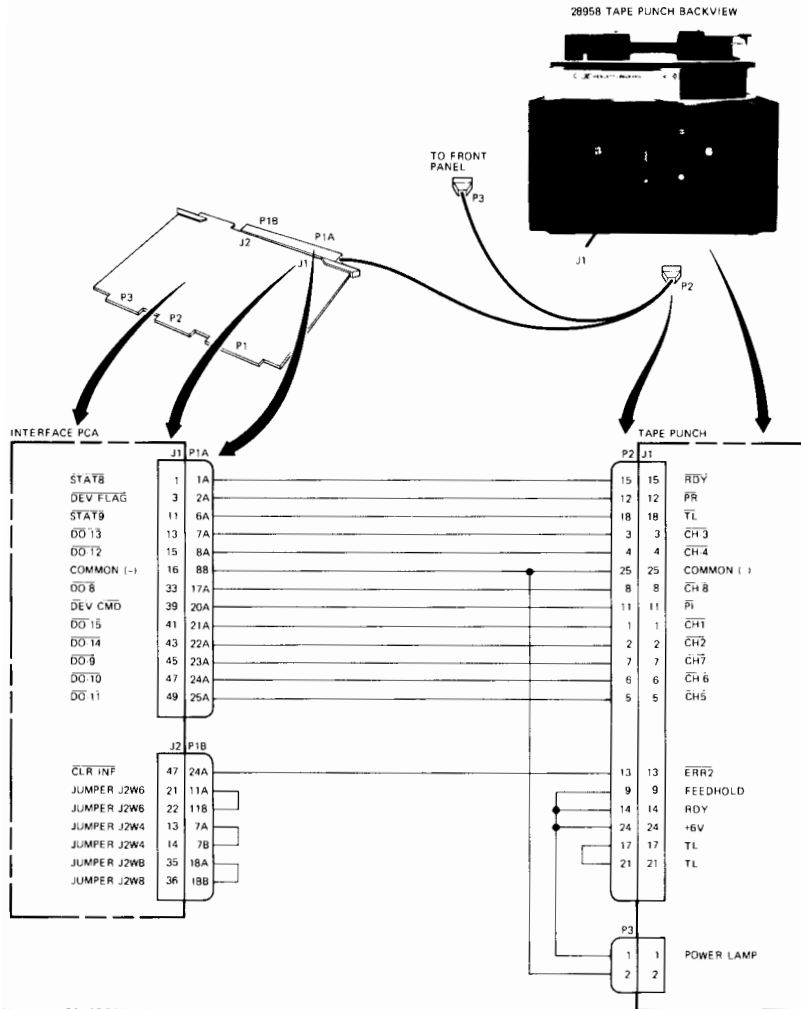 28958 TAPE PUNCH BACKVIEW
HEWLETT-PACKARD
TO FRONT
PANEL
P3
P1B
P1A
J2
J1
J1
P2
P3
P2
P1
INTERFACE PCA
TAPE PUNCH
J1 P1A
P2 J1
STAT8 1 1A 15 15 RDY
DEV FLAG 3 2A 12 12 PR
STAT9 11 6A 18 18 TL
DO 13 13 7A 3 3 CH 3
DO 12 15 8A 4 4 CH 4
COMMON (-) 16 8B 25 25 COMMON ( )
DO 8 33 17A 8 8 CH 8
DEV CMD 39 20A 11 11 PI
DO 15 41 21A 1 1 CH1
DO 14 43 22A 2 2 CH2
DO 9 45 23A 7 7 CH7
DO 10 47 24A 6 6 CH 6
DO 11 49 25A 5 5 CH5
J2 P1B
CLR INF 47 24A 13 13 ERR2
JUMPER J2W6 21 11A 9 9 FEEDHOLD
JUMPER J2W6 22 11B 14 14 RDY
JUMPER J2W4 13 7A 24 24 +6V
JUMPER J2W4 14 7B 17 17 TL
JUMPER J2W8 35 18A 21 21 TL
JUMPER J2W8 36 18B
P3
1 1 POWER LAMP
2 2